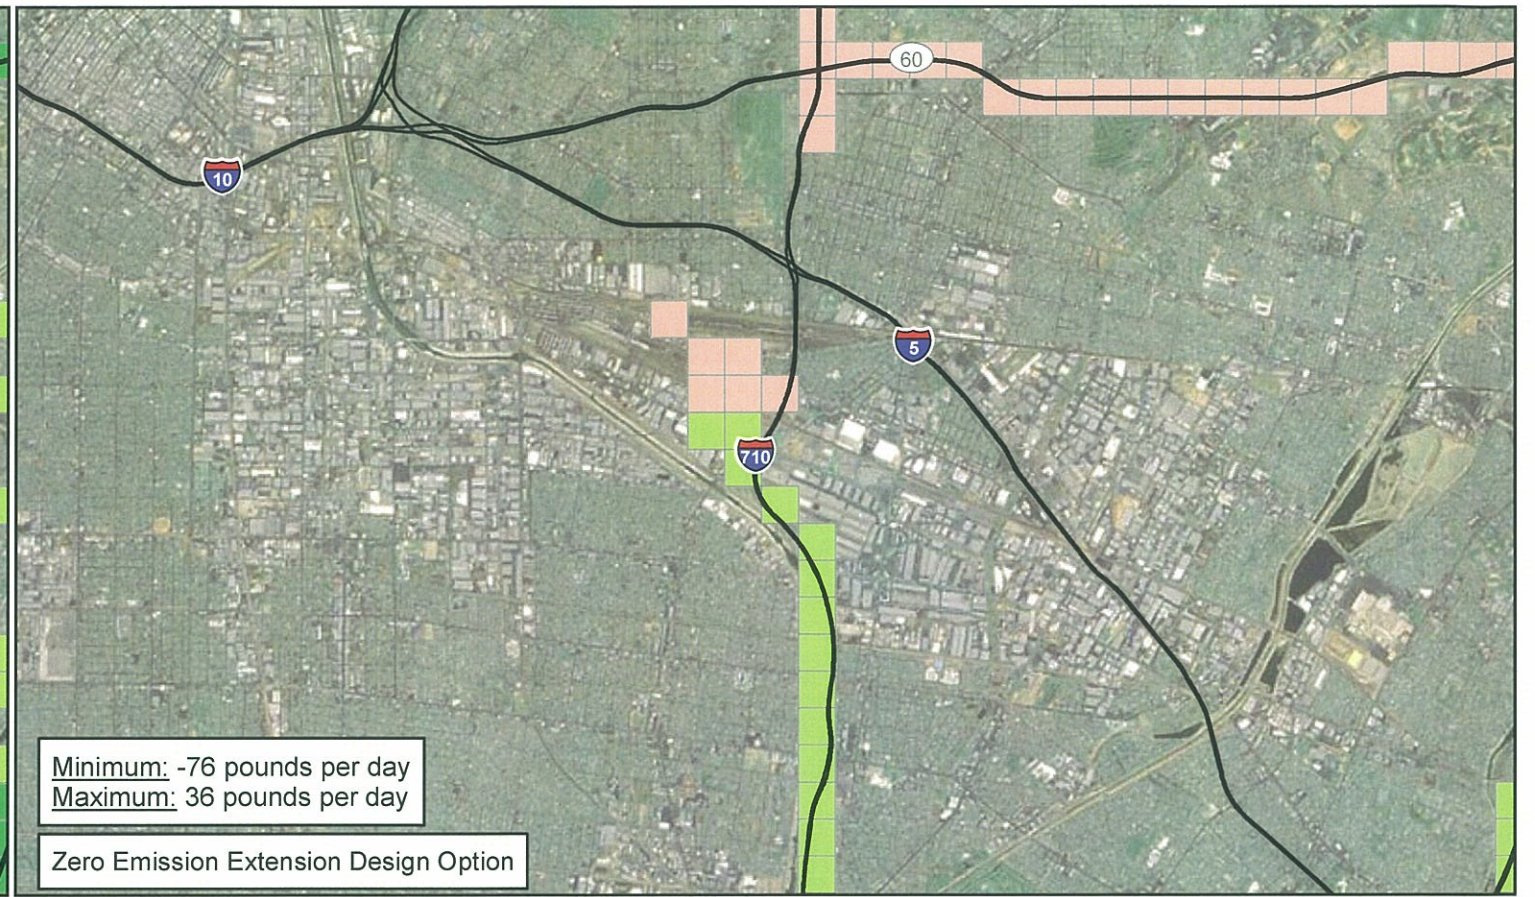 60
10
5
710
Minimum: -76 pounds per day
Maximum: 36 pounds per day
Zero Emission Extension Design Option